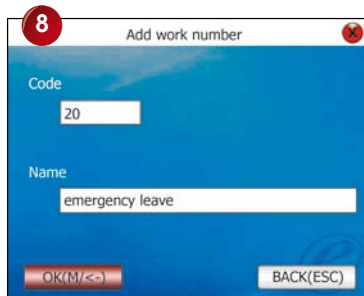 8
Add work number
Code
20
Name
emergency leave
OK(M/<-)
BACK(ESC)